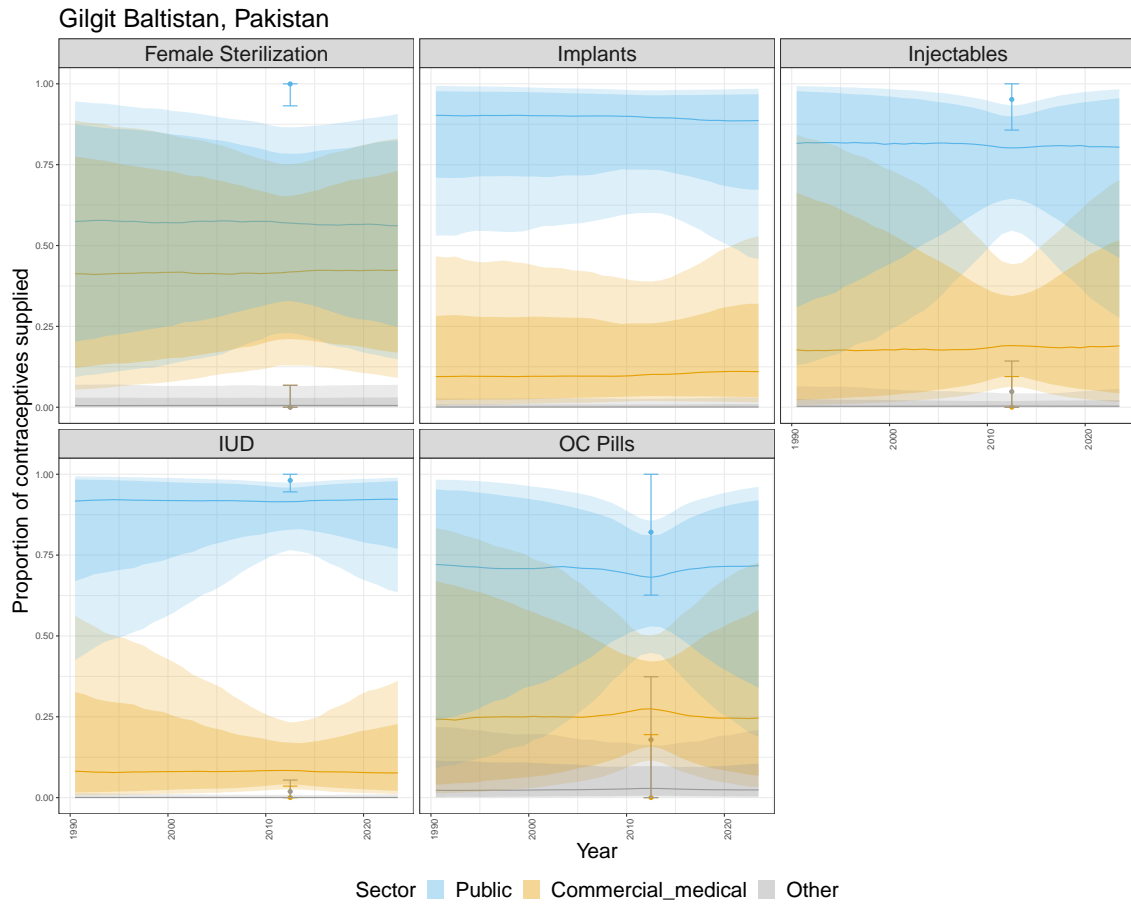 Gilgit Baltistan, Pakistan
Female Sterilization
Implants
Injectables
1.00
0.75
0.50
0.25
0.00
1990
2000
2010
2020
IUD
OC Pills
1.00
0.75
0.50
0.25
0.00
1990
2000
2010
2020
1990
2000
2010
2020
Proportion of contraceptives supplied
Year
Sector Public Commercial_medical Other